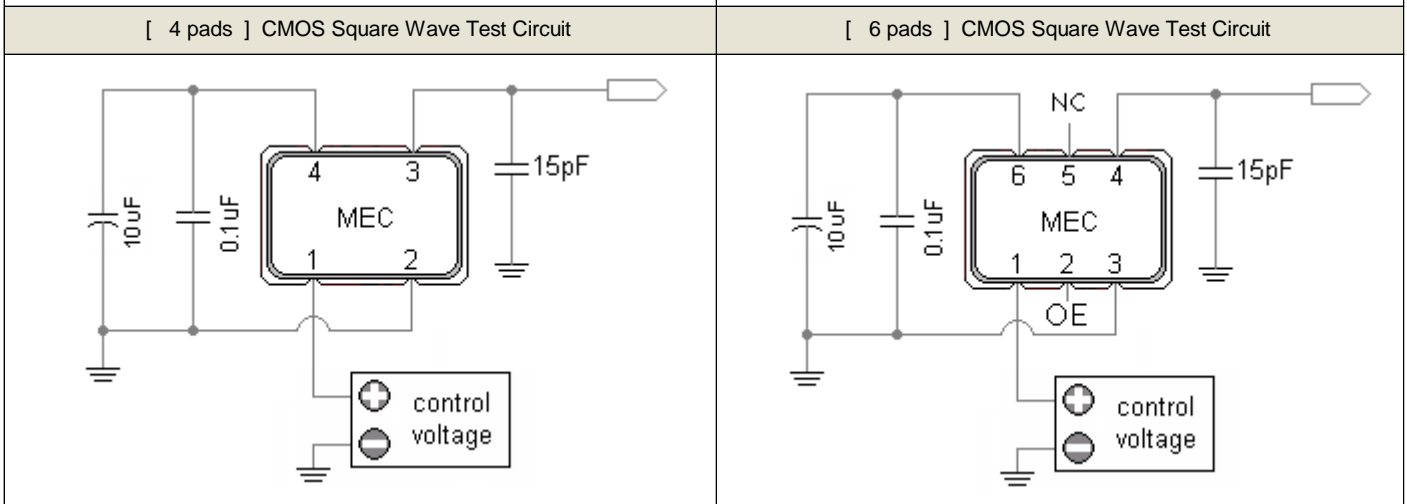 [ 4 pads ] CMOS Square Wave Test Circuit
4 3
MEC
1 2
10uF
0.1uF
15pF
control
voltage
[ 6 pads ] CMOS Square Wave Test Circuit
NC
6 5 4
MEC
1 2 3
OE
10uF
0.1uF
15pF
control
voltage